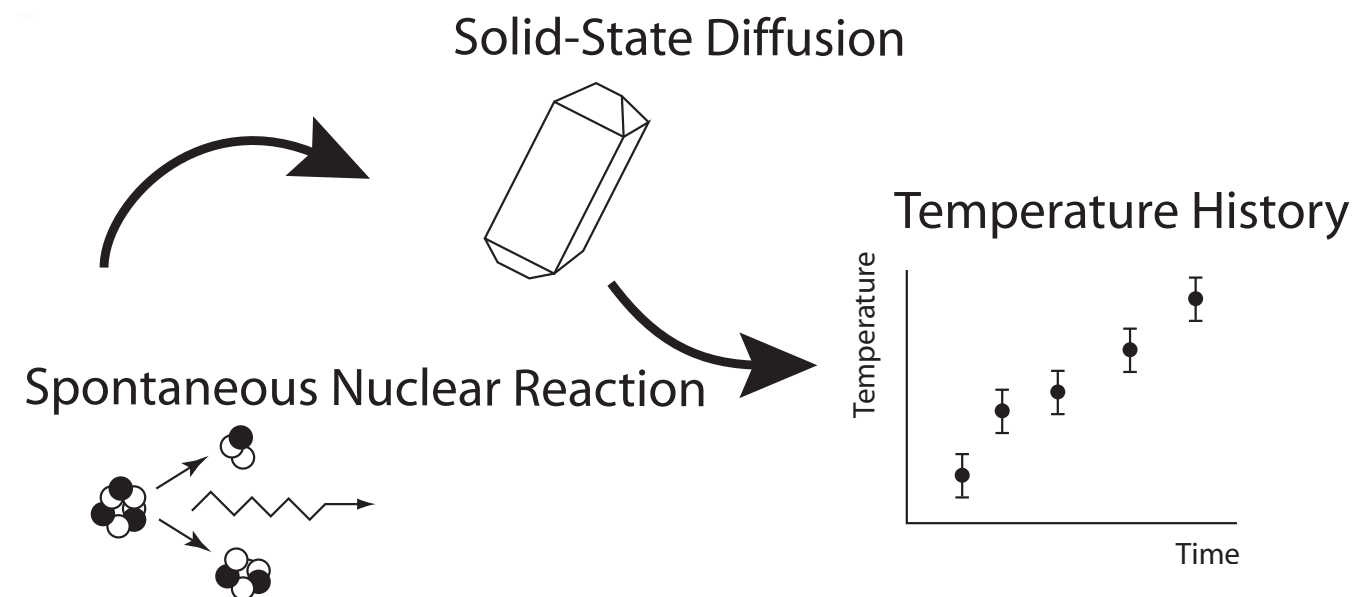 Solid-State Diffusion
Temperature History
Temperature
Spontaneous Nuclear Reaction
Time